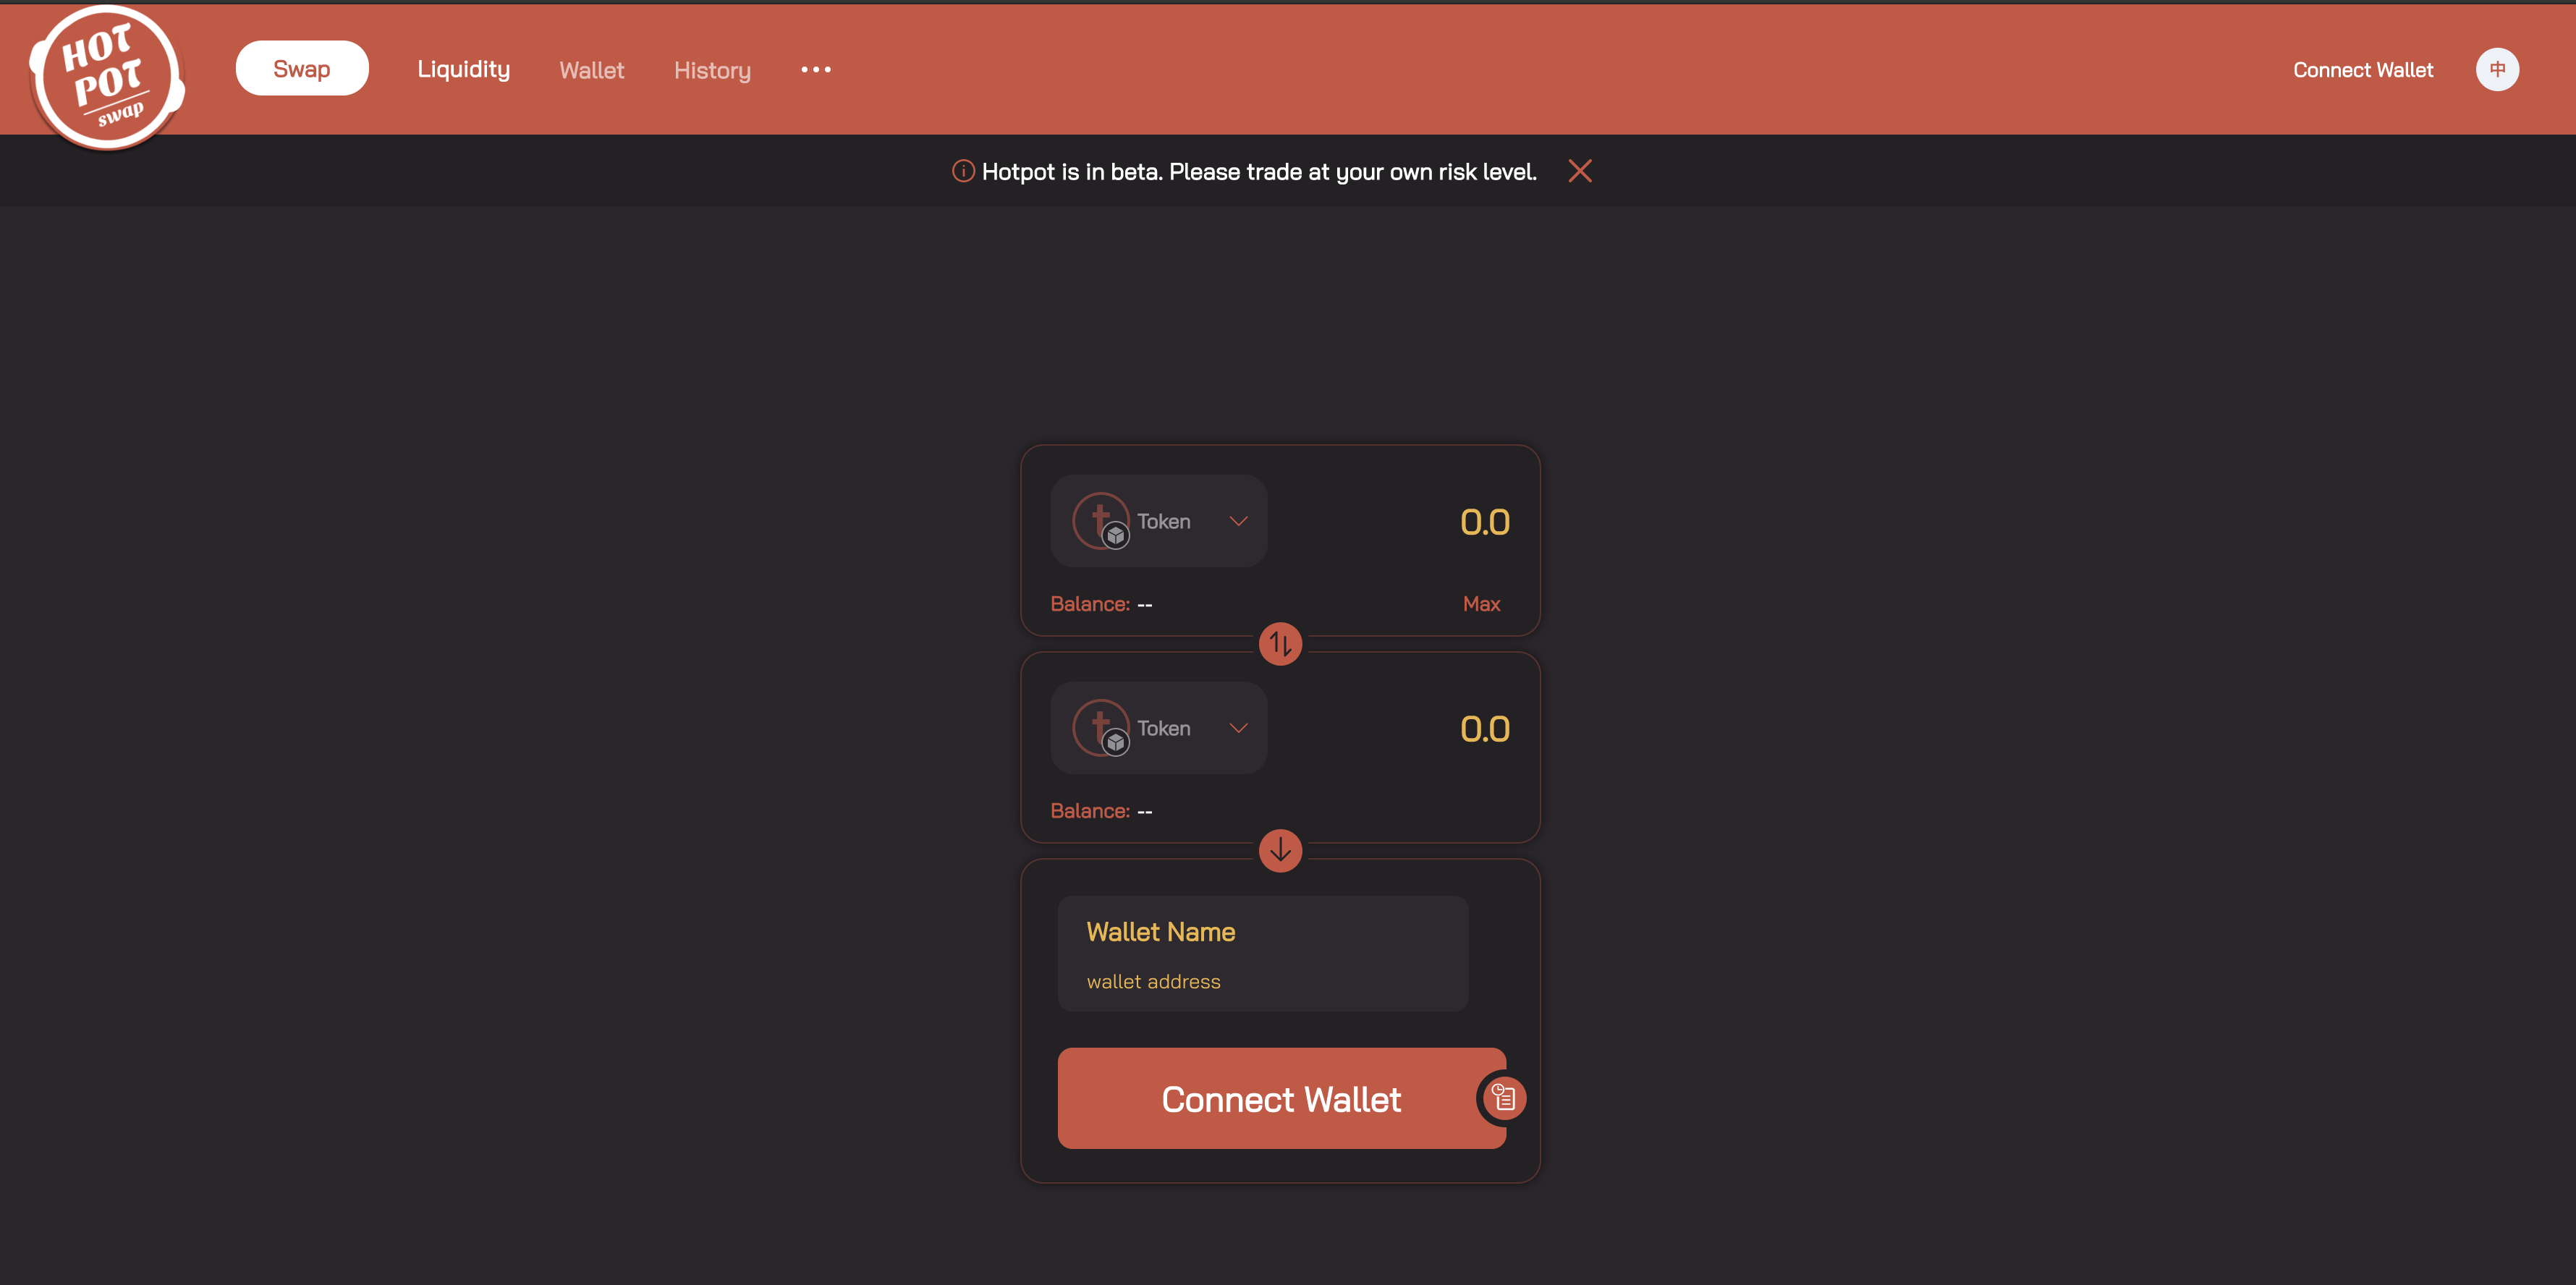 HOT
POT
swap
Swap Liquidity Wallet History Connect Wallet 中
Hotpot is in beta. Please trade at your own risk level.
Token 0.0
Balance: -- Max
Token 0.0
Balance: --
Wallet Name
wallet address
Connect Wallet